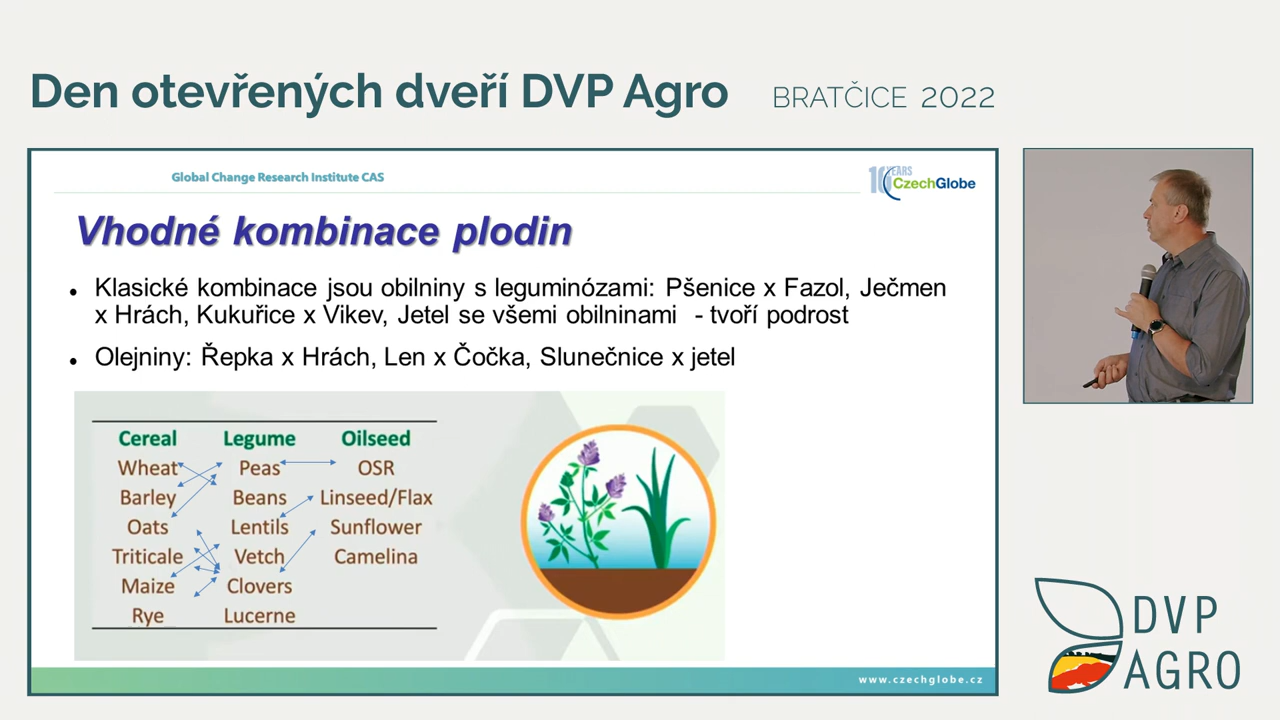 Den otevřených dveří DVP Agro BRATČICE 2022
Global Change Research Institute CAS
10 YEARS
CzechGlobe
Vhodné kombinace plodin
Klasické kombinace jsou obilniny s leguminózami: Pšenice x Fazol, Ječmen
x Hrách, Kukuřice x Vikev, Jetel se všemi obilninami - tvoří podrost
Olejniny: Řepka x Hrách, Len x Čočka, Slunečnice x jetel
Cereal Legume Oilseed
Wheat Peas OSR
Barley Beans Linseed/Flax
Oats Lentils Sunflower
Triticale Vetch Camelina
Maize Clovers
Rye Lucerne
www.czechglobe.cz
DVP
AGRO